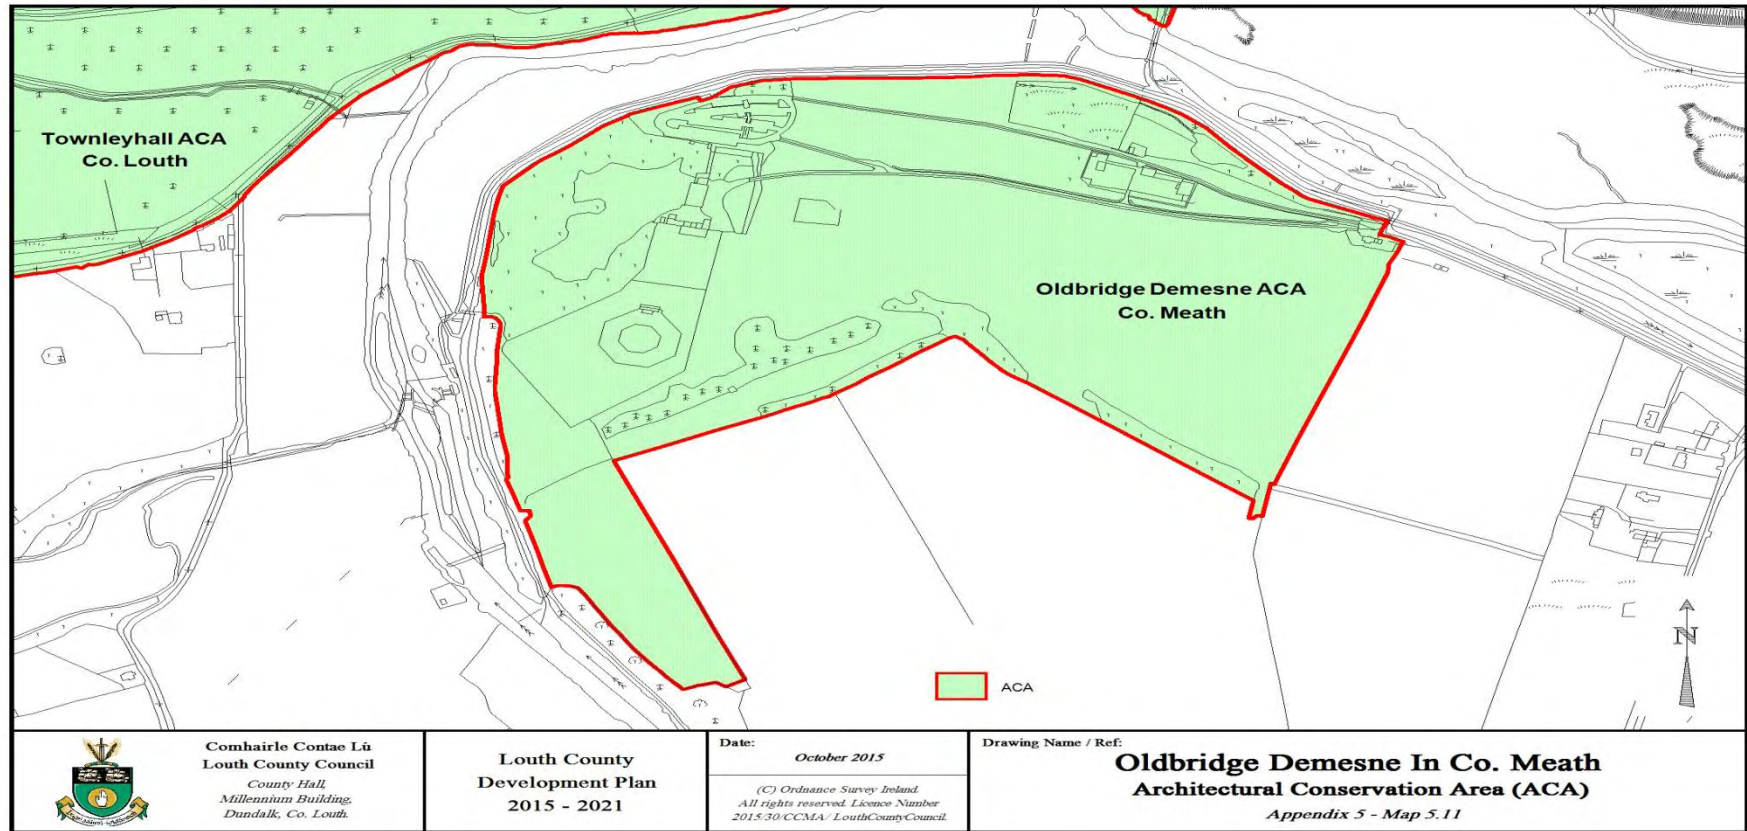 Townleyhall ACA
Co. Louth
Oldbridge Demesne ACA
Co. Meath
N
ACA
Comhairle Contae Lú
Louth County Council
County Hall,
Millennium Building,
Dundalk, Co. Louth.
Louth County
Development Plan
2015 - 2021
Date:
October 2015
(C) Ordnance Survey Ireland.
All rights reserved. Licence Number
2015/30/CCMA/ LouthCountyCouncil.
Drawing Name / Ref:
Oldbridge Demesne In Co. Meath
Architectural Conservation Area (ACA)
Appendix 5 - Map 5.11